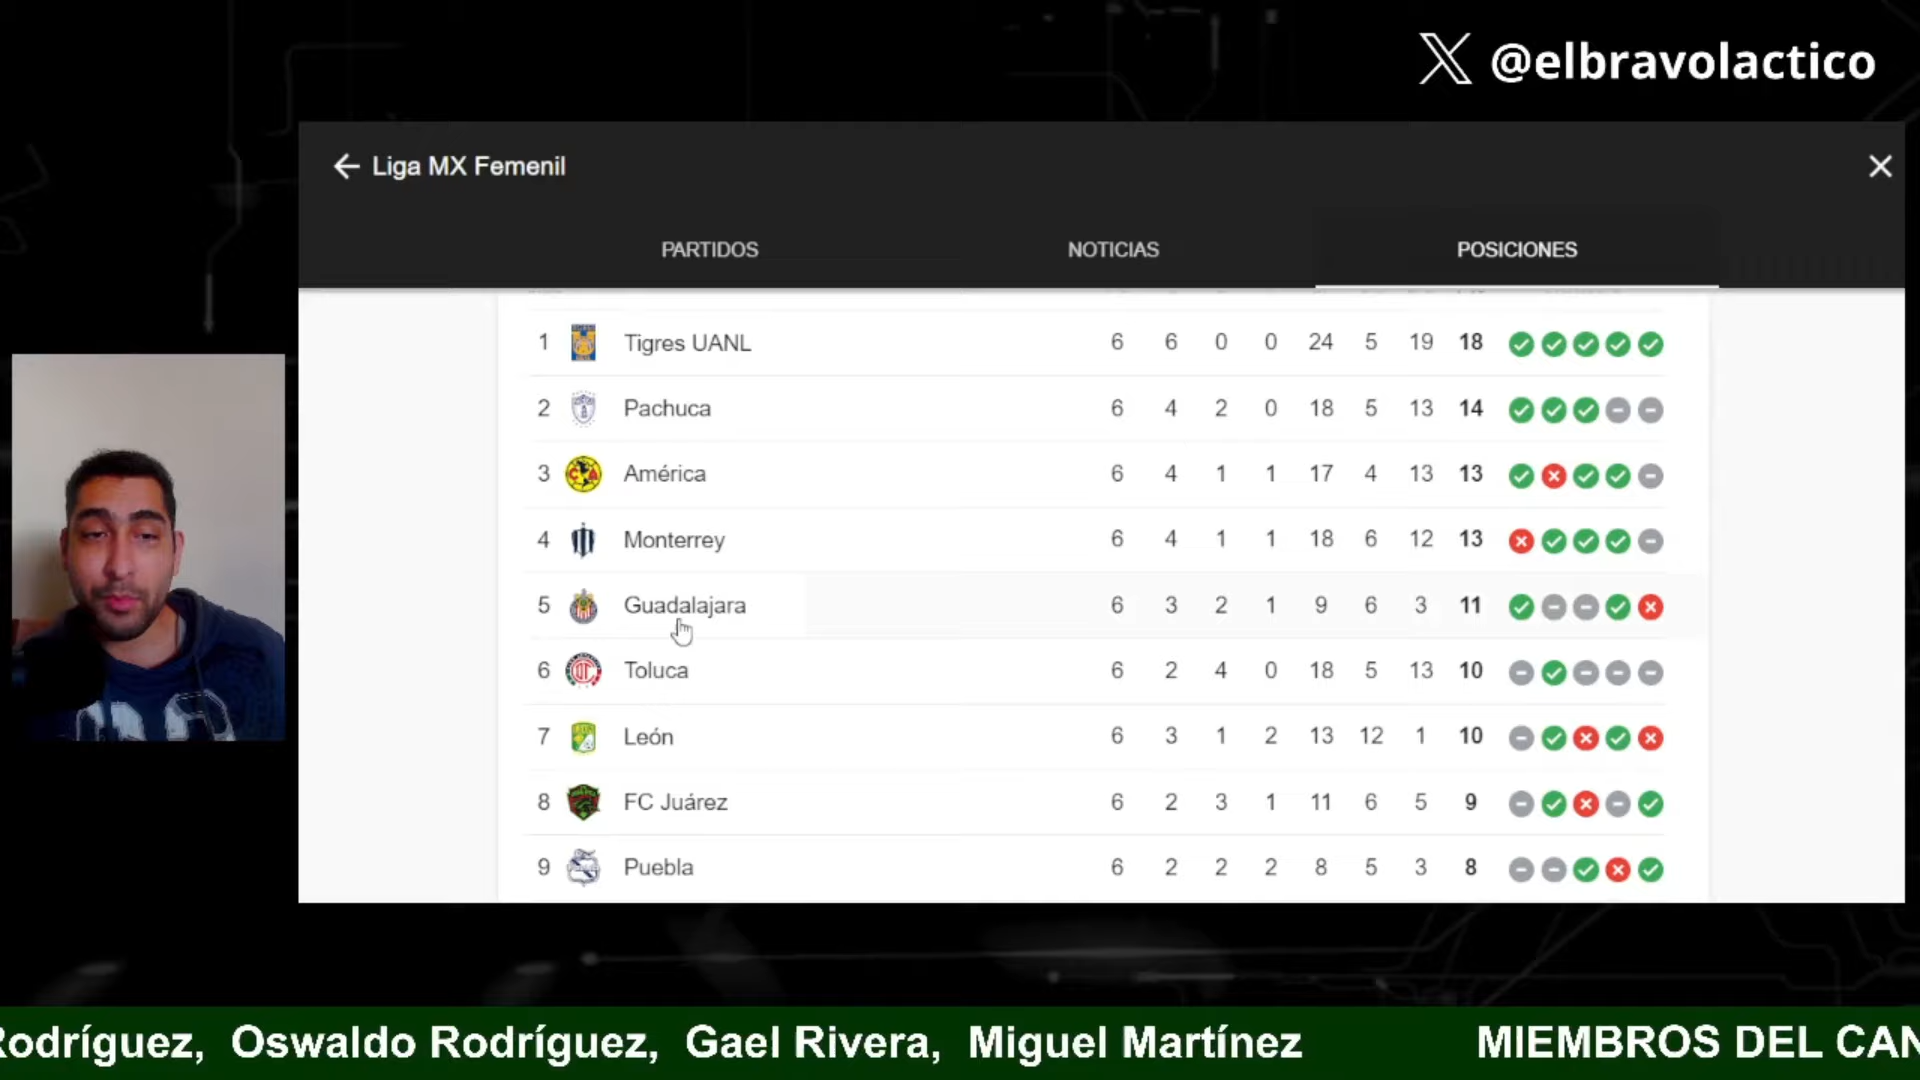 @elbravolactico
Liga MX Femenil
PARTIDOS NOTICIAS POSICIONES
1 Tigres UANL 6 6 0 0 24 5 19 18
2 Pachuca 6 4 2 0 18 5 13 14
3 América 6 4 1 1 17 4 13 13
4 Monterrey 6 4 1 1 18 6 12 13
5 Guadalajara 6 3 2 1 9 6 3 11
6 Toluca 6 2 4 0 18 5 13 10
7 León 6 3 1 2 13 12 1 10
8 FC Juárez 6 2 3 1 11 6 5 9
9 Puebla 6 2 2 2 8 5 3 8
Rodríguez, Oswaldo Rodríguez, Gael Rivera, Miguel Martínez MIEMBROS DEL CAN